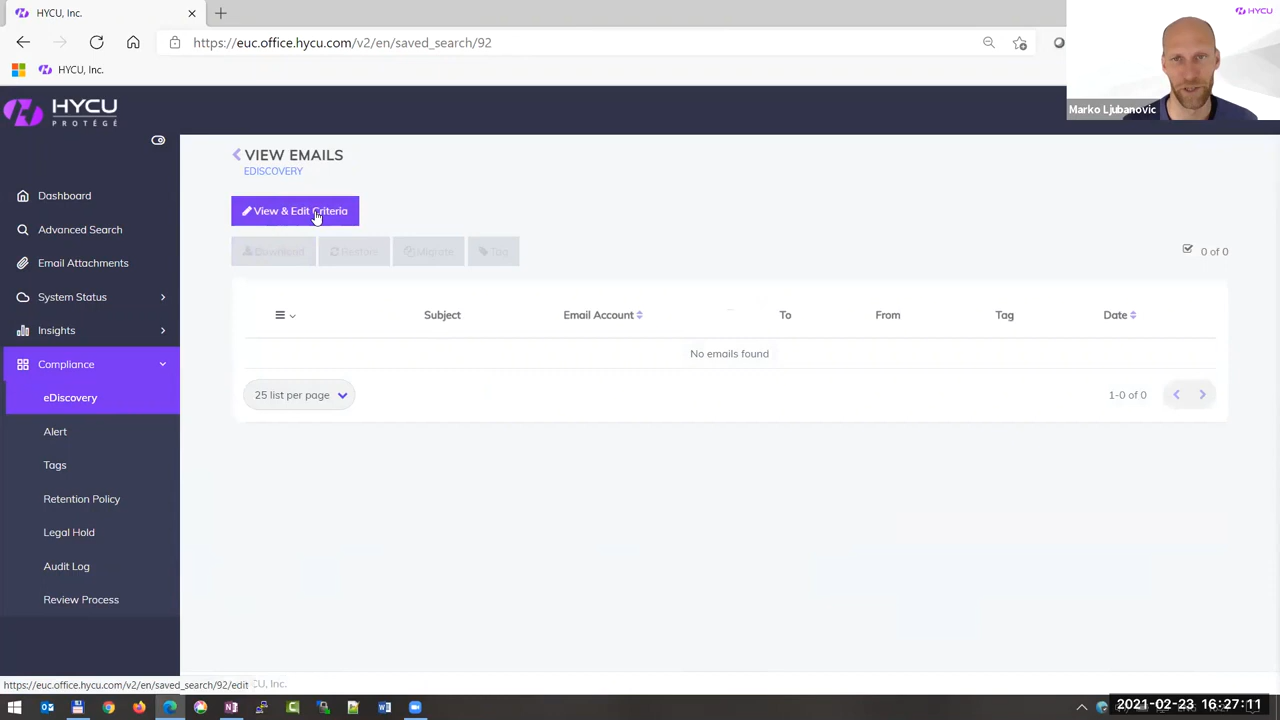 HYCU, Inc.
HYCU
https://euc.office.hycu.com/v2/en/saved_search/92
HYCU, Inc.
Marko Ljubanovic
HYCU
PROTÉGÉ
VIEW EMAILS
EDISCOVERY
Dashboard
View & Edit Criteria
Advanced Search
Download
Restore
Migrate
Tag
0 of 0
Email Attachments
System Status
Subject
Email Account
To
From
Tag
Date
Insights
No emails found
Compliance
25 list per page
1-0 of 0
eDiscovery
Alert
Tags
Retention Policy
Legal Hold
Audit Log
Review Process
https://euc.office.hycu.com/v2/en/saved_search/92/edit
CU, Inc.
2021-02-23 16:27:11